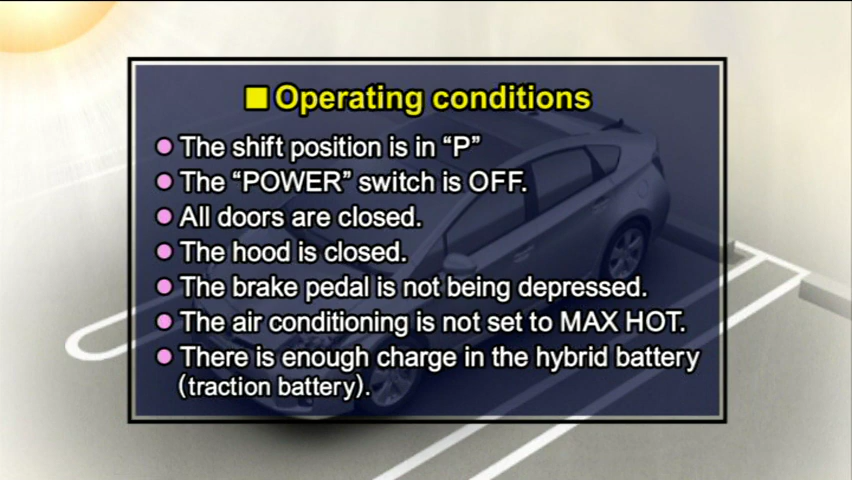 ■ Operating conditions
● The shift position is in “P”
● The “POWER” switch is OFF.
● All doors are closed.
● The hood is closed.
● The brake pedal is not being depressed.
● The air conditioning is not set to MAX HOT.
● There is enough charge in the hybrid battery
(traction battery).